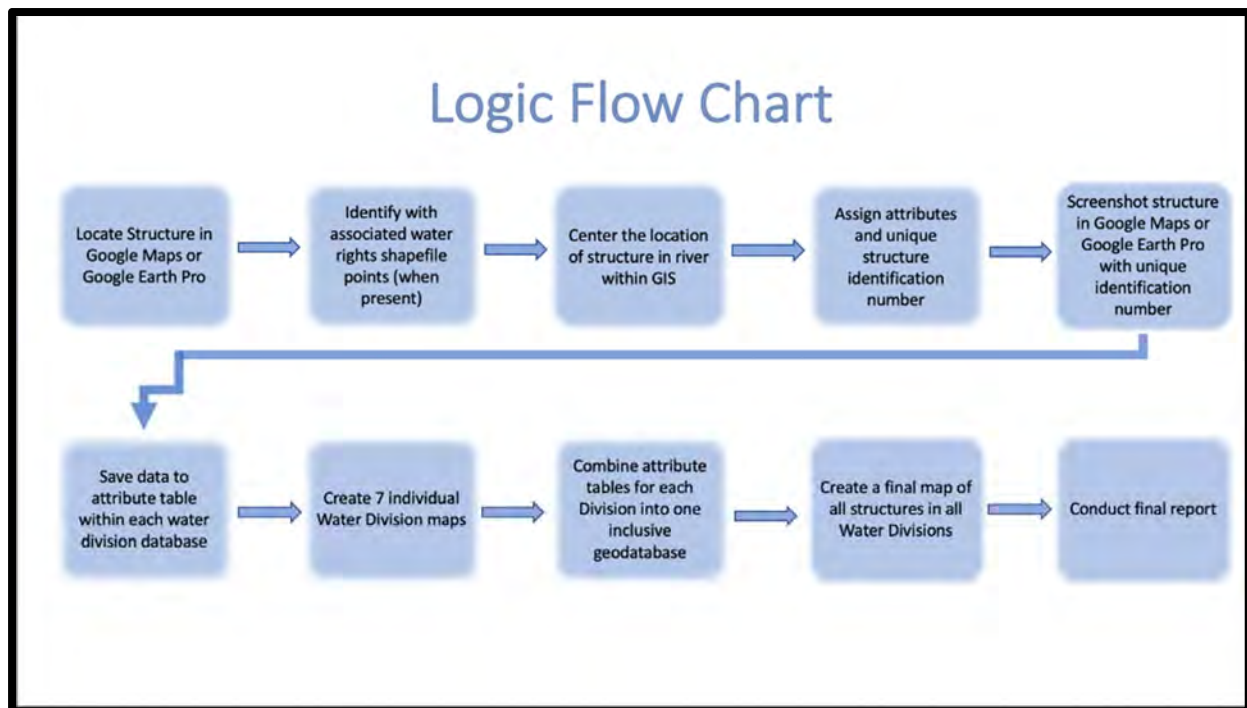 Logic Flow Chart
Locate Structure in
Google Maps or
Google Earth Pro
Identify with
associated water
rights shapefile
points (when
present)
Center the location
of structure in river
within GIS
Assign attributes
and unique
structure
identification
number
Screenshot structure
in Google Maps or
Google Earth Pro
with unique
identification
number
Save data to
attribute table
within each water
division database
Create 7 individual
Water Division maps
Combine attribute
tables for each
Division into one
inclusive
geodatabase
Create a final map of
all structures in all
Water Divisions
Conduct final report